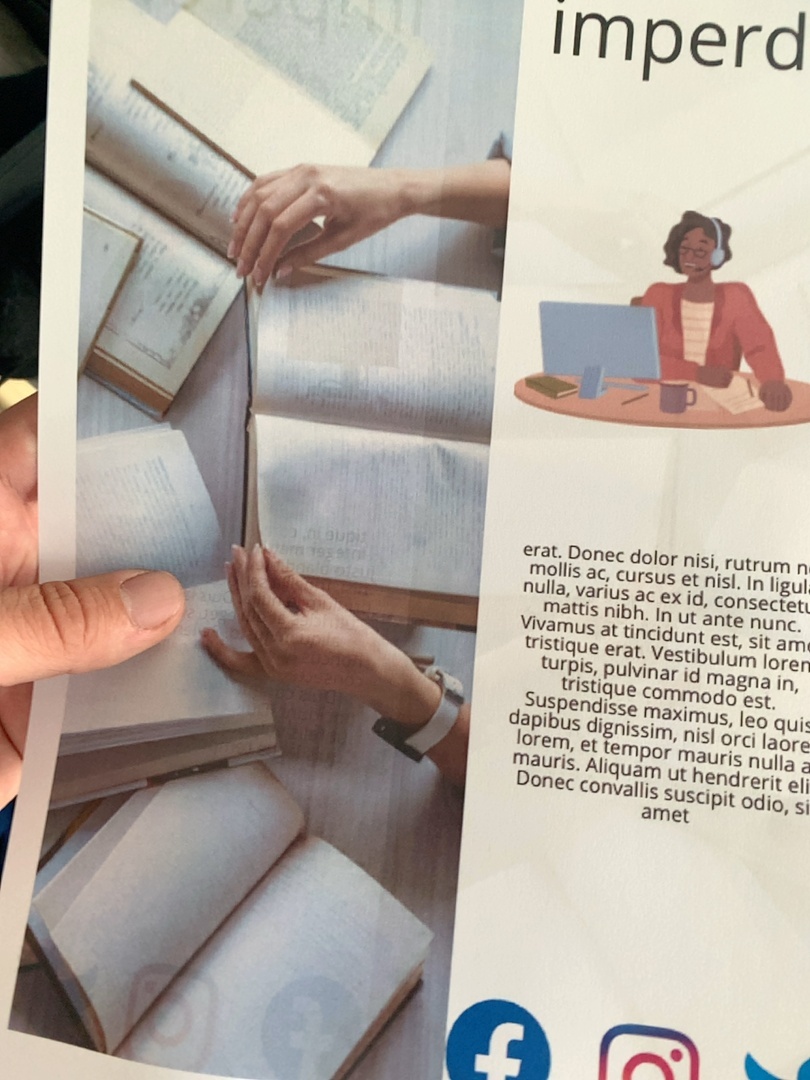 imperd
erat. Donec dolor nisi, rutrum n
mollis ac, cursus et nisl. In ligul
nulla, varius ac ex id, consectetu
mattis nibh. In ut ante nunc.
Vivamus at tincidunt est, sit ame
tristique erat. Vestibulum loren
turpis, pulvinar id magna in,
tristique commodo est.
Suspendisse maximus, leo quis
dapibus dignissim, nisl orci laore
lorem, et tempor mauris nulla a
mauris. Aliquam ut hendrerit eli
Donec convallis suscipit odio, si
amet